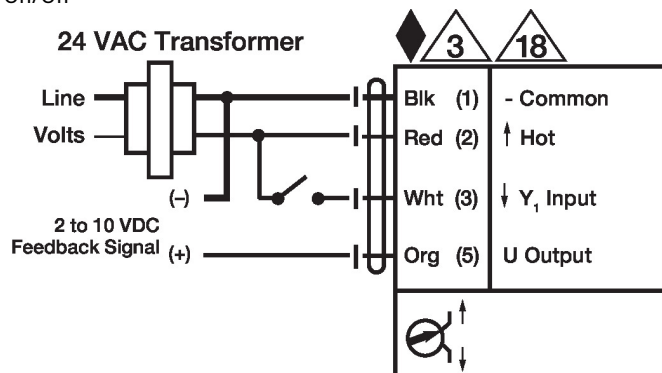 On/Off
24 VAC Transformer
3
18
Line
Volts
Blk (1) - Common
Red (2) ↑ Hot
(–)
Wht (3) ↓ Y₁ Input
2 to 10 VDC
Feedback Signal (+)
Org (5) U Output